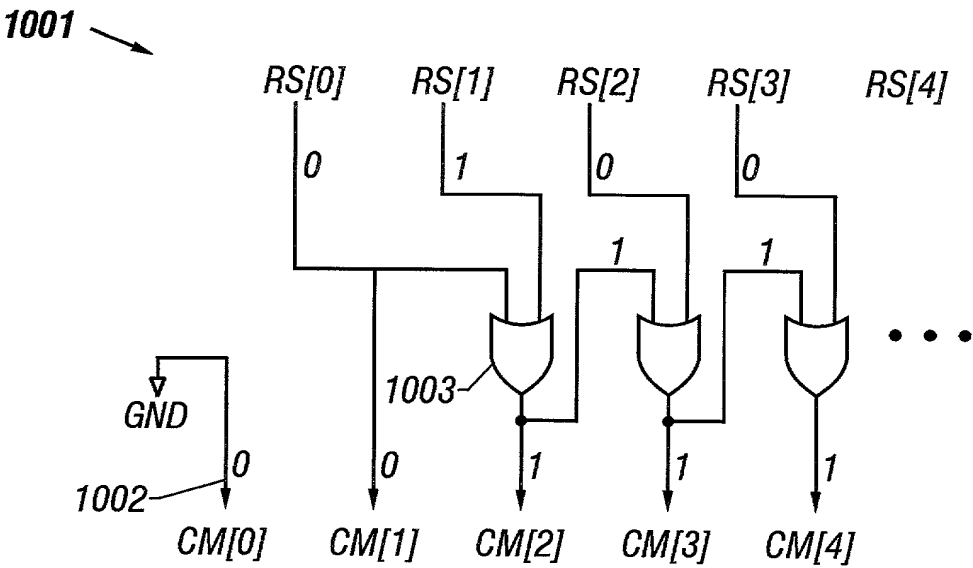 1001
RS[0] RS[1] RS[2] RS[3] RS[4]
0 1 0 0
1 1
1003
GND
0 0 1 1 1
1002
CM[0] CM[1] CM[2] CM[3] CM[4]